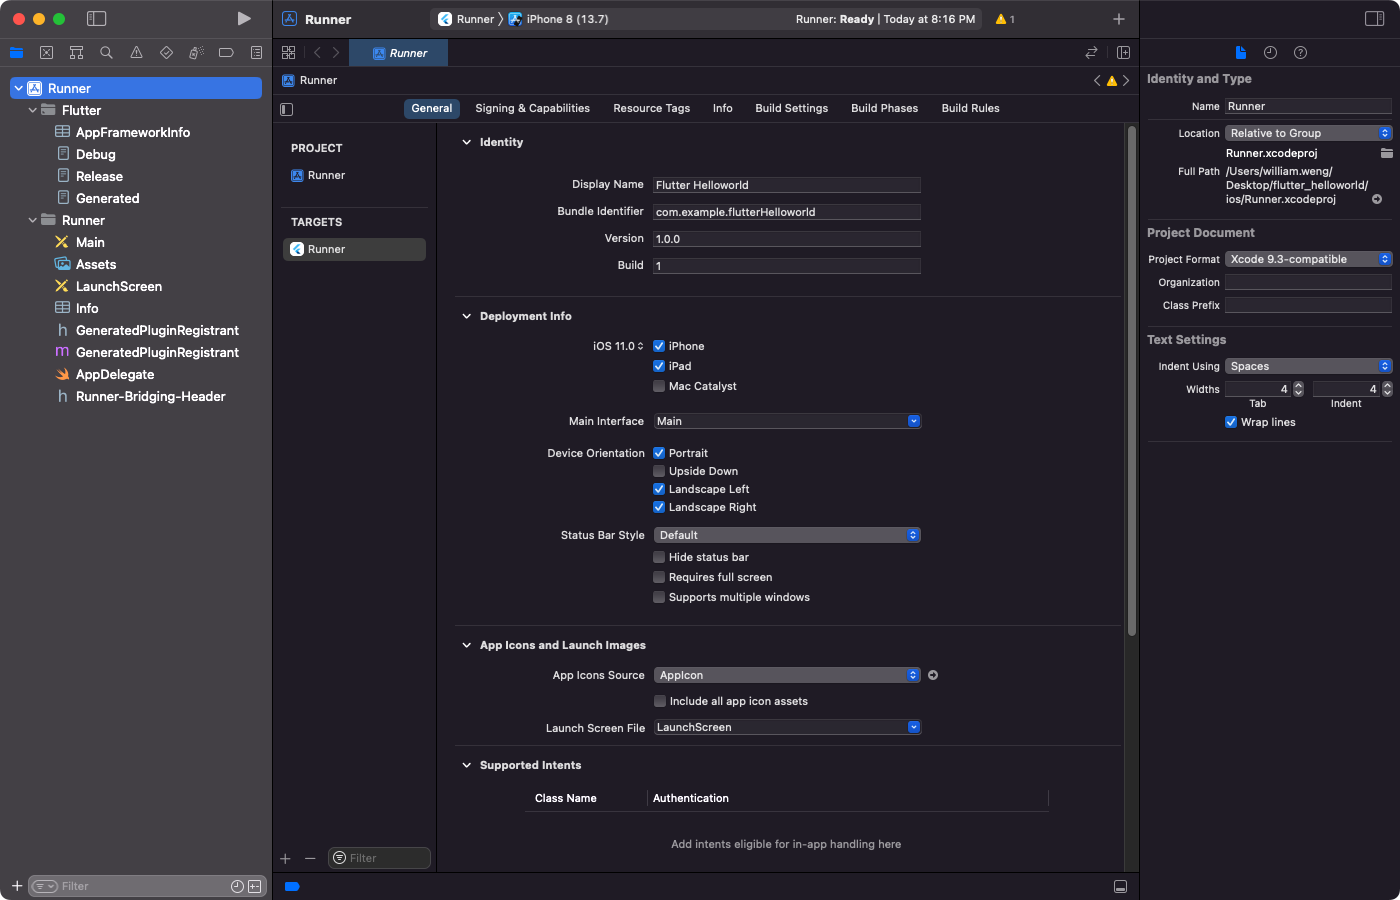 Runner
Runner
iPhone 8 (13.7)
Runner: Ready | Today at 8:16 PM
1
Runner
Flutter
AppFrameworkInfo
Debug
Release
Generated
Runner
Main
Assets
LaunchScreen
Info
h GeneratedPluginRegistrant
m GeneratedPluginRegistrant
AppDelegate
h Runner-Bridging-Header
Filter
Runner
Runner
General
Signing & Capabilities
Resource Tags
Info
Build Settings
Build Phases
Build Rules
PROJECT
Runner
TARGETS
Runner
Filter
Identity
Display Name Flutter Helloworld
Bundle Identifier com.example.flutterHelloworld
Version 1.0.0
Build 1
Deployment Info
iOS 11.0 iPhone
iPad
Mac Catalyst
Main Interface Main
Device Orientation Portrait
Upside Down
Landscape Left
Landscape Right
Status Bar Style Default
Hide status bar
Requires full screen
Supports multiple windows
App Icons and Launch Images
App Icons Source AppIcon
Include all app icon assets
Launch Screen File LaunchScreen
Supported Intents
Class Name Authentication
Add intents eligible for in-app handling here
Identity and Type
Name Runner
Location Relative to Group
Runner.xcodeproj
Full Path /Users/william.weng/
Desktop/flutter_helloworld/
ios/Runner.xcodeproj
Project Document
Project Format Xcode 9.3-compatible
Organization
Class Prefix
Text Settings
Indent Using Spaces
Widths 4 4
Tab Indent
Wrap lines